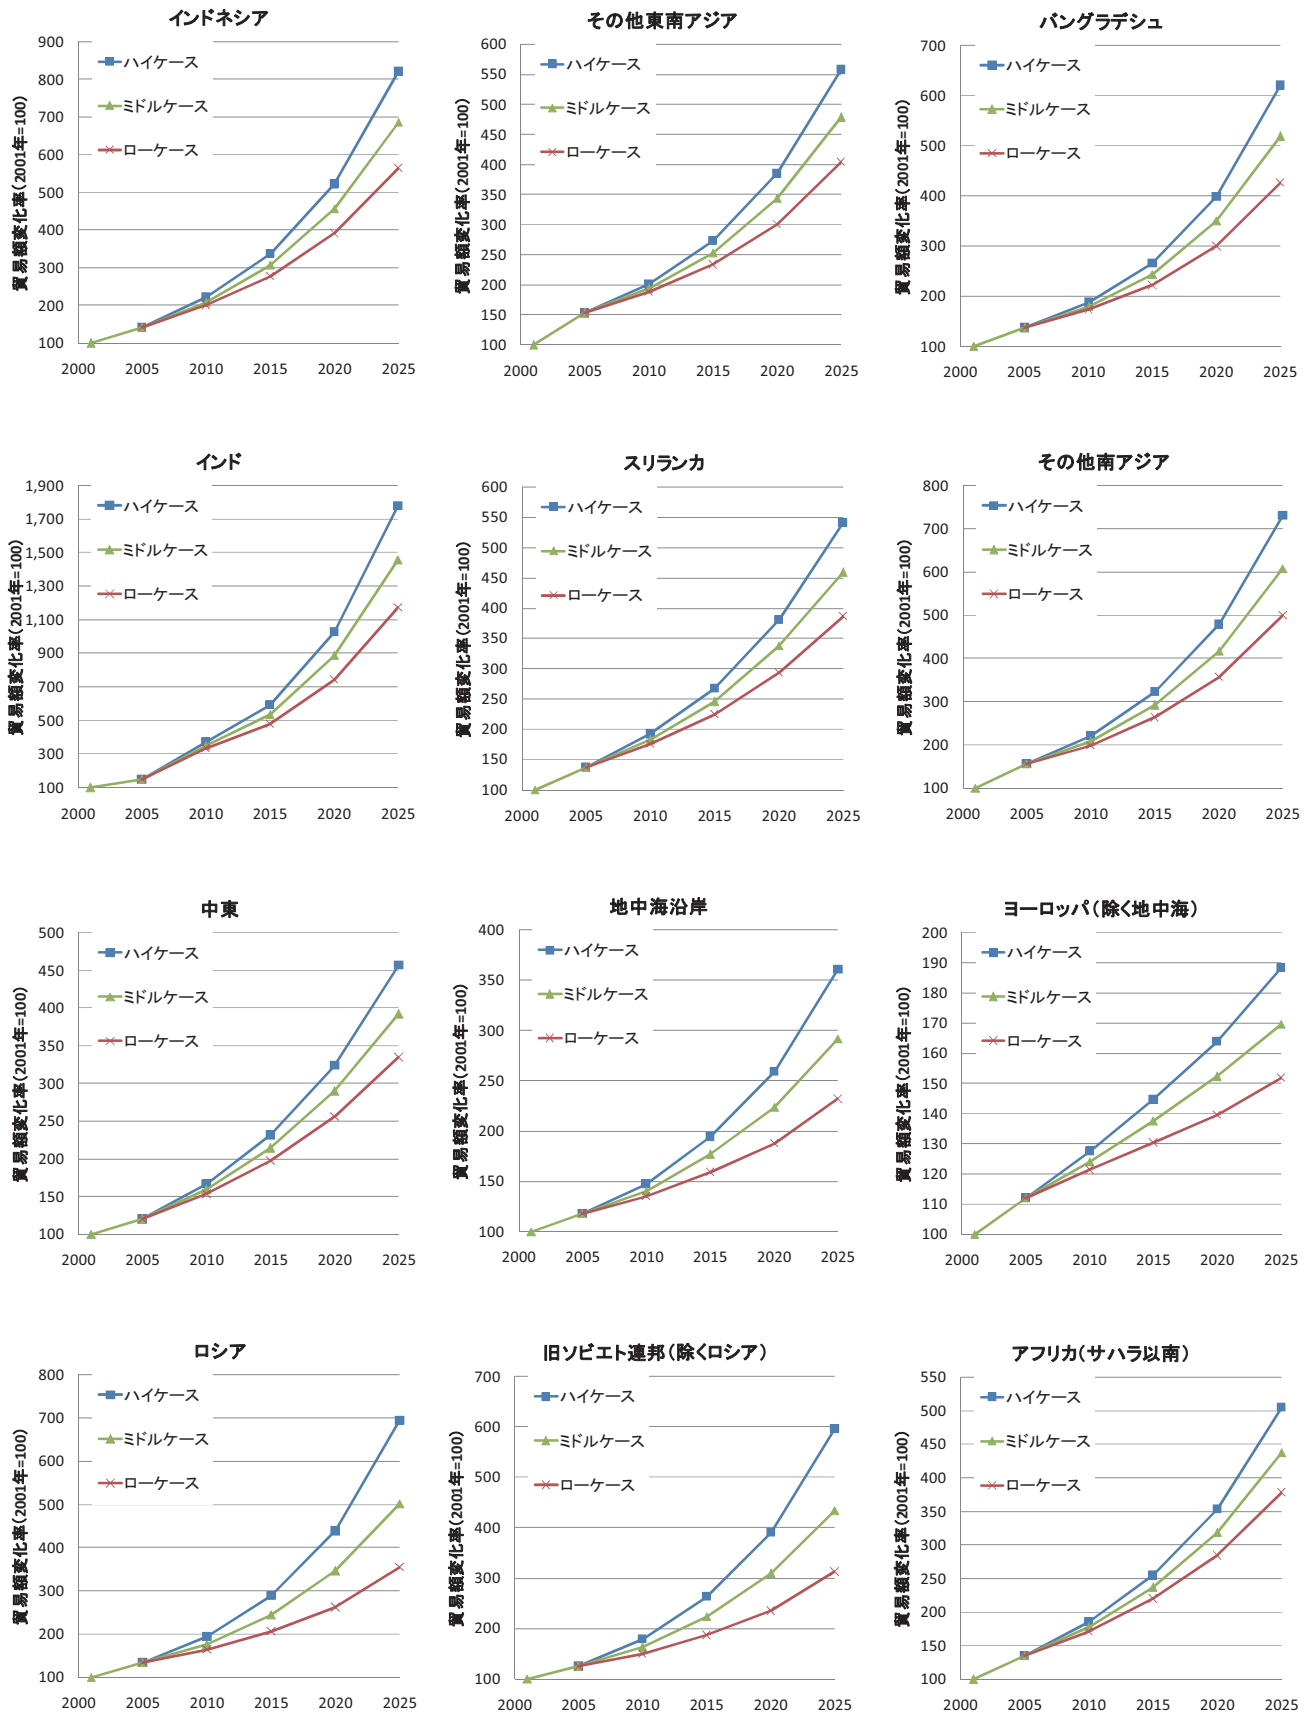 インドネシア
貿易額変化率(2001年=100)
900
800
700
600
500
400
300
200
100
ハイケース
ミドルケース
ローケース
2000 2005 2010 2015 2020 2025
その他東南アジア
貿易額変化率(2001年=100)
600
550
500
450
400
350
300
250
200
150
100
ハイケース
ミドルケース
ローケース
2000 2005 2010 2015 2020 2025
バングラデシュ
貿易額変化率(2001年=100)
700
600
500
400
300
200
100
ハイケース
ミドルケース
ローケース
2000 2005 2010 2015 2020 2025
インド
貿易額変化率(2001年=100)
1,900
1,700
1,500
1,300
1,100
900
700
500
300
100
ハイケース
ミドルケース
ローケース
2000 2005 2010 2015 2020 2025
スリランカ
貿易額変化率(2001年=100)
600
550
500
450
400
350
300
250
200
150
100
ハイケース
ミドルケース
ローケース
2000 2005 2010 2015 2020 2025
その他南アジア
貿易額変化率(2001年=100)
800
700
600
500
400
300
200
100
ハイケース
ミドルケース
ローケース
2000 2005 2010 2015 2020 2025
中東
貿易額変化率(2001年=100)
500
450
400
350
300
250
200
150
100
ハイケース
ミドルケース
ローケース
2000 2005 2010 2015 2020 2025
地中海沿岸
貿易額変化率(2001年=100)
400
350
300
250
200
150
100
ハイケース
ミドルケース
ローケース
2000 2005 2010 2015 2020 2025
ヨーロッパ(除く地中海)
貿易額変化率(2001年=100)
200
190
180
170
160
150
140
130
120
110
100
ハイケース
ミドルケース
ローケース
2000 2005 2010 2015 2020 2025
ロシア
貿易額変化率(2001年=100)
800
700
600
500
400
300
200
100
ハイケース
ミドルケース
ローケース
2000 2005 2010 2015 2020 2025
旧ソビエト連邦(除くロシア)
貿易額変化率(2001年=100)
700
600
500
400
300
200
100
ハイケース
ミドルケース
ローケース
2000 2005 2010 2015 2020 2025
アフリカ(サハラ以南)
貿易額変化率(2001年=100)
550
500
450
400
350
300
250
200
150
100
ハイケース
ミドルケース
ローケース
2000 2005 2010 2015 2020 2025